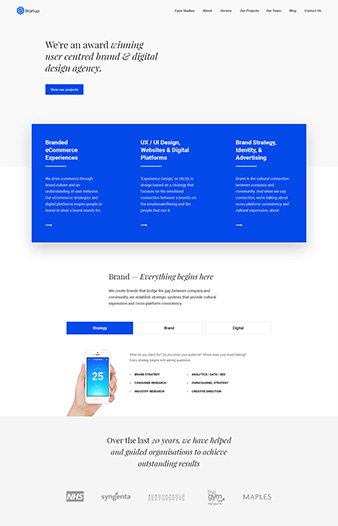 Startup
Case Studies About Service Our Projects Our Team Blog Contact Us
We're an award winning
user centred brand & digital
design agency.
View our projects
Branded
eCommerce
Experiences
We drive commerce through
brand culture and an
understanding of user behavior.
Our eCommerce strategies and
digital platforms inspire people to
invest in what a brand stands for.
UX / UI Design,
Websites & Digital
Platforms
'Experience Design,' or UX/UI, is
design based on a strategy that
focuses on the emotional
connection between a brand's on
the emotionsoffering and the
people that use it.
Brand Strategy,
Identity, &
Advertising
Brand is the cultural connection
between company and
community. And when we say
connection, we're talking about
cross-platform consistency and
cultural expression, about
Brand — Everything begins here
We create brands that bridge the gap between company and
community, we establish strategic systems that provide cultural
expression and cross-platform consistency.
Strategy Brand Digital
25
What do you stand for? Do you know your audience? Where does your brand belong?
Every strategy begins with asking questions.
BRAND STRATEGY
CONSUMER RESEARCH
INDUSTRY RESEARCH
ANALYTICS / DATA / SEO
OMNICHANNEL STRATEGY
CREATIVE DIRECTION
Over the last 20 years, we have helped
and guided organisations to achieve
outstanding results
NHS
syngenta
the
gym
MAPLES